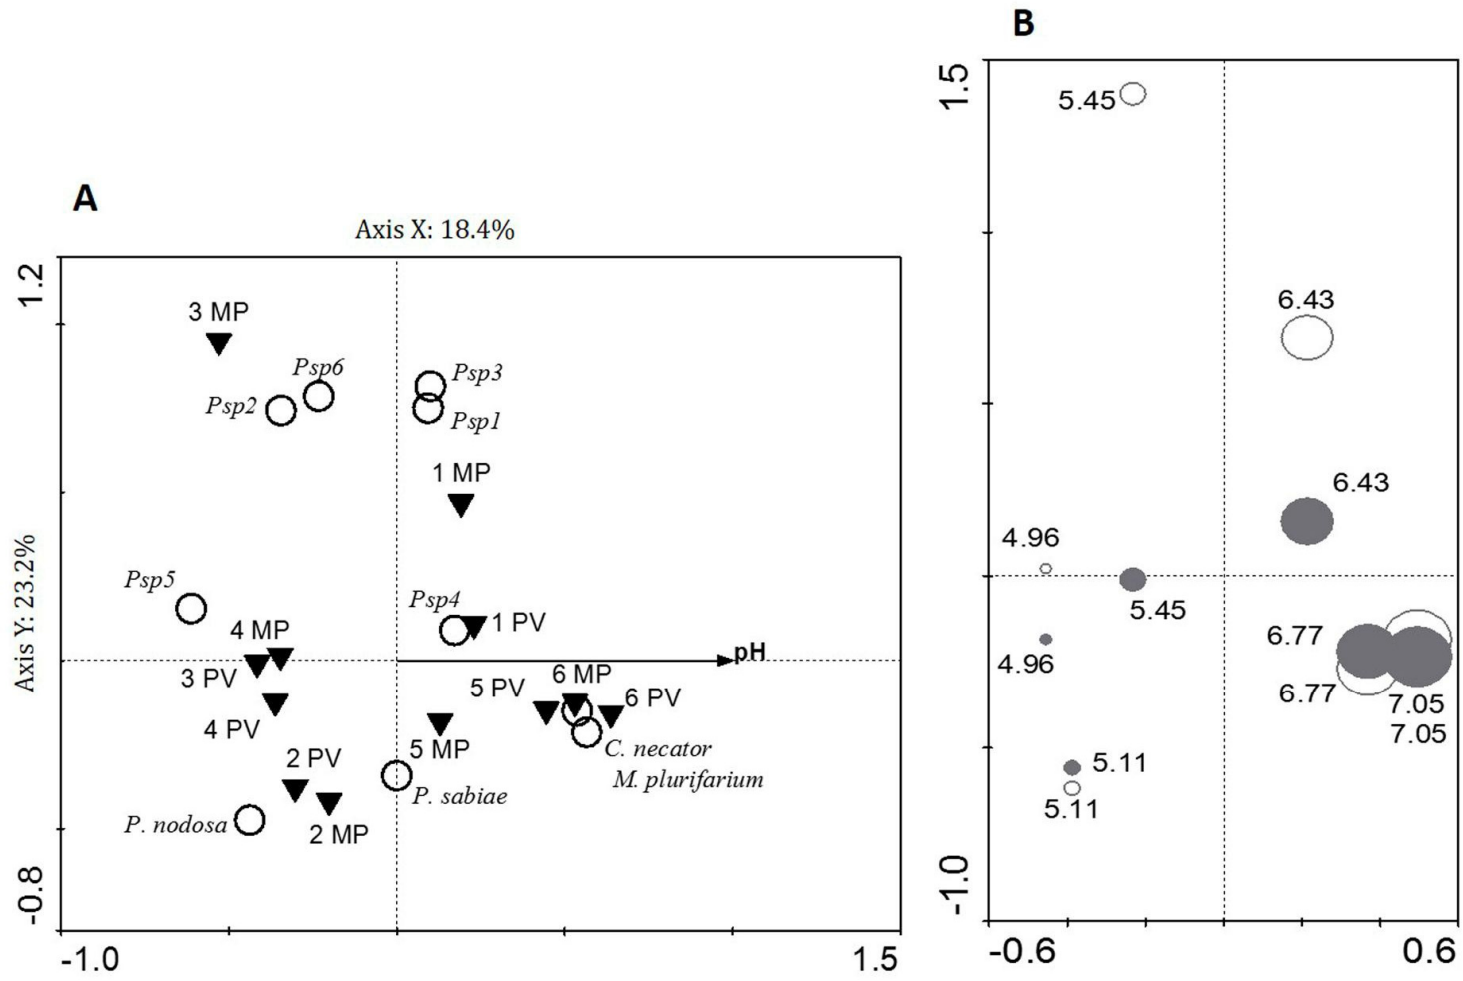 B
1.5
5.45
A
Axis X: 18.4%
1.2
3 MP
6.43
Psp6
Psp3
Psp2
Psp1
1 MP
6.43
4.96
Axis Y: 23.2%
Psp5
Psp4
1 PV
5.45
4 MP
6.77
pH
3 PV
4.96
6 MP
5 PV
6 PV
6.77
7.05
4 PV
7.05
5 MP
C. necator
2 PV
5.11
M. plurifarium
P. sabiae
5.11
P. nodosa
2 MP
-0.8
-1.0
-1.0
1.5
-0.6
0.6